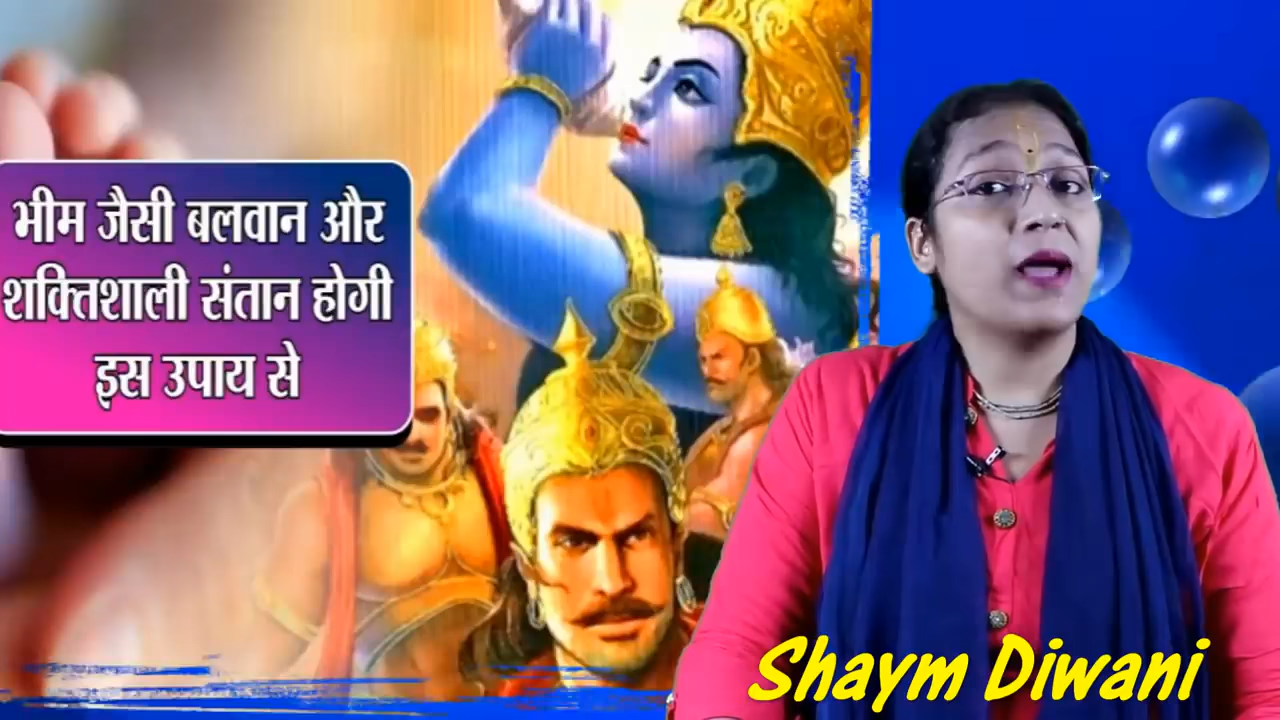 भीम जैसी बलवान और
शक्तिशाली संतान होगी
इस उपाय से
Shaym Diwani